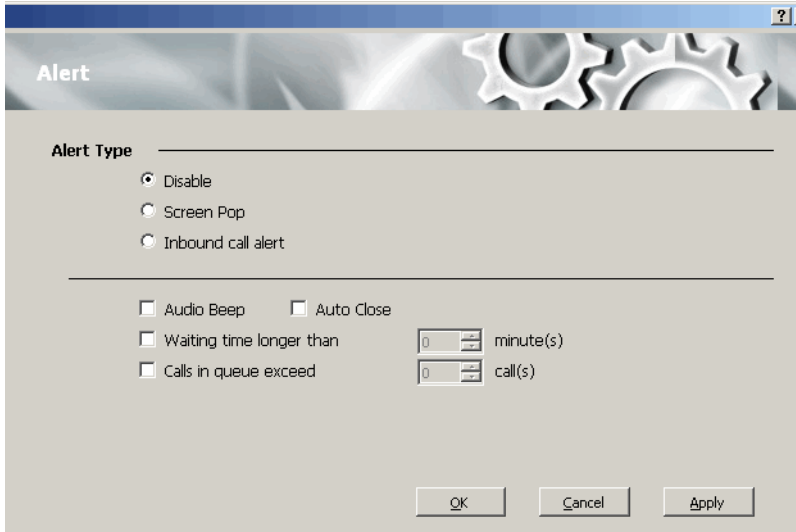 ?
Alert
Alert Type
Disable
Screen Pop
Inbound call alert
Audio Beep Auto Close
Waiting time longer than 0 minute(s)
Calls in queue exceed 0 call(s)
OK Cancel Apply